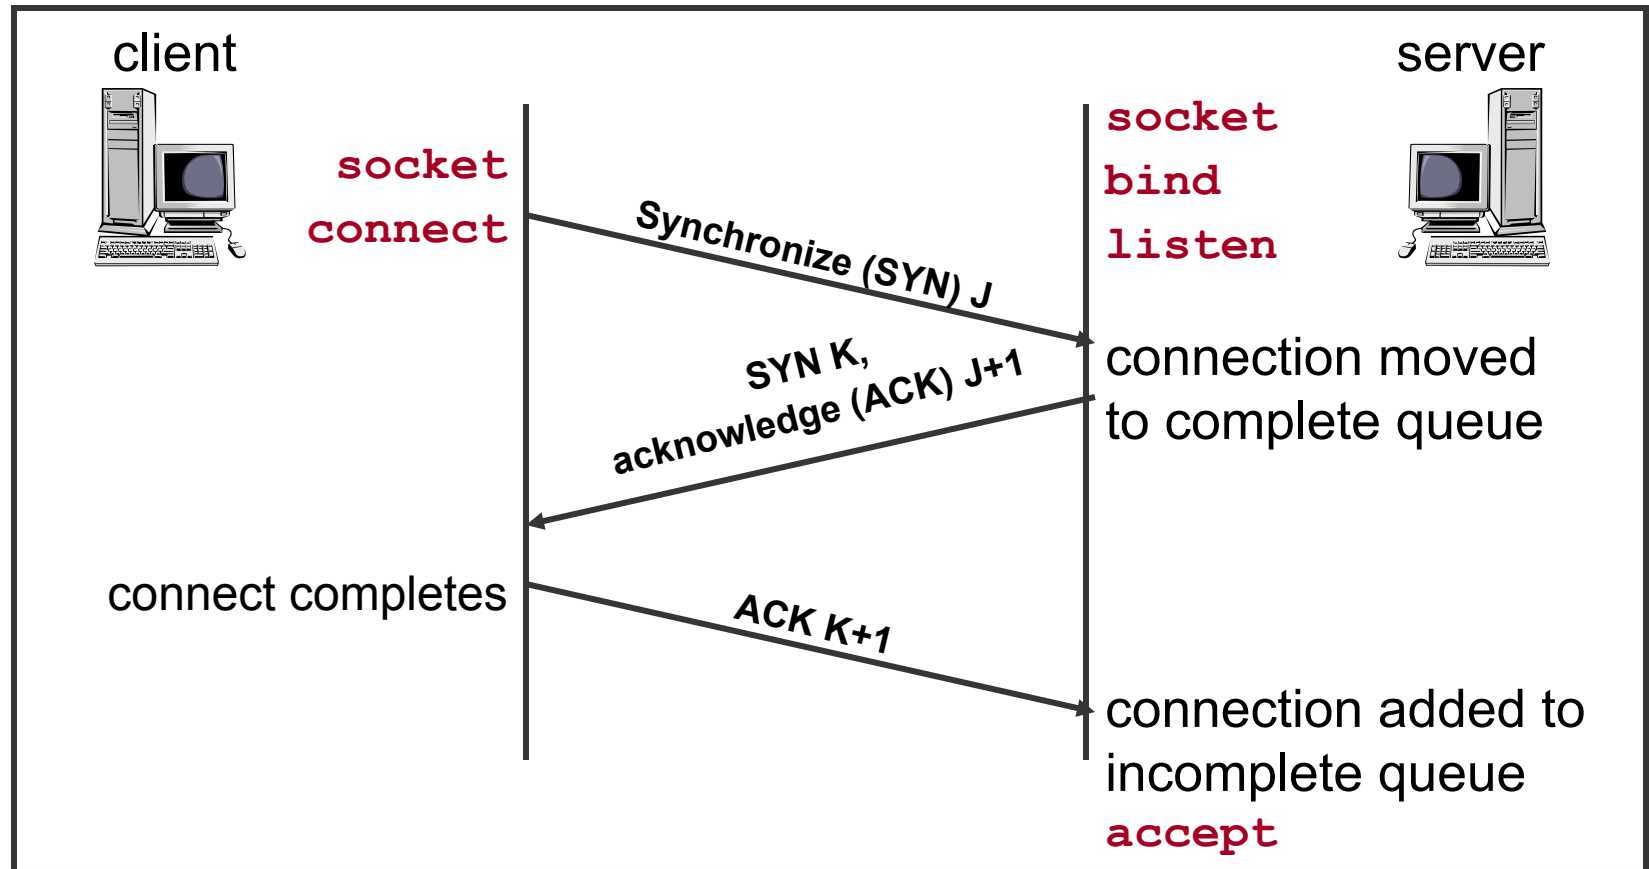 client
server
socket
bind
listen
socket
connect
Synchronize (SYN) J
SYN K,
acknowledge (ACK) J+1
connection moved
to complete queue
connect completes
ACK K+1
connection added to
incomplete queue
accept